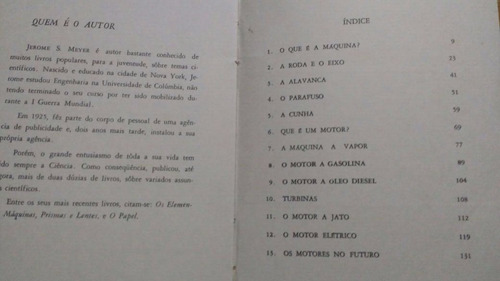 QUEM É O AUTOR
JEROME S. MEYER é autor bastante conhecido de
muitos livros populares, para a juventude, sôbre temas cien-
tíficos. Nascido e educado na cidade de Nova York, Je-
rome estudou Engenharia na Universidade de Colúmbia, não
tendo terminado o seu curso por ter sido mobilizado du-
rante a I Guerra Mundial.
Em 1925, fêz parte do corpo de pessoal de uma agên-
cia de publicidade e, dois anos mais tarde, instalou a sua
própria agência.
Porém, o grande entusiasmo de tôda a sua vida tem
sido sempre a Ciência. Como conseqüência, publicou, até
agora, mais de duas dúzias de livros, sôbre variados assun-
científicos.
Entre os seus mais recentes livros, citam-se: Os Elemen-
Máquinas, Prismas e Lentes, e O Papel.
ÍNDICE
1. O QUE É A MÁQUINA? 9
2. A RODA E O EIXO 23
3. A ALAVANCA 41
4. O PARAFUSO 51
5. A CUNHA 59
6. QUE É UM MOTOR? 69
7. A MÁQUINA A VAPOR 77
8. O MOTOR A GASOLINA 89
9. O MOTOR A ÓLEO DIESEL 104
10. TURBINAS 108
11. O MOTOR A JATO 113
12. O MOTOR ELÉTRICO 119
13. OS MOTORES NO FUTURO 131